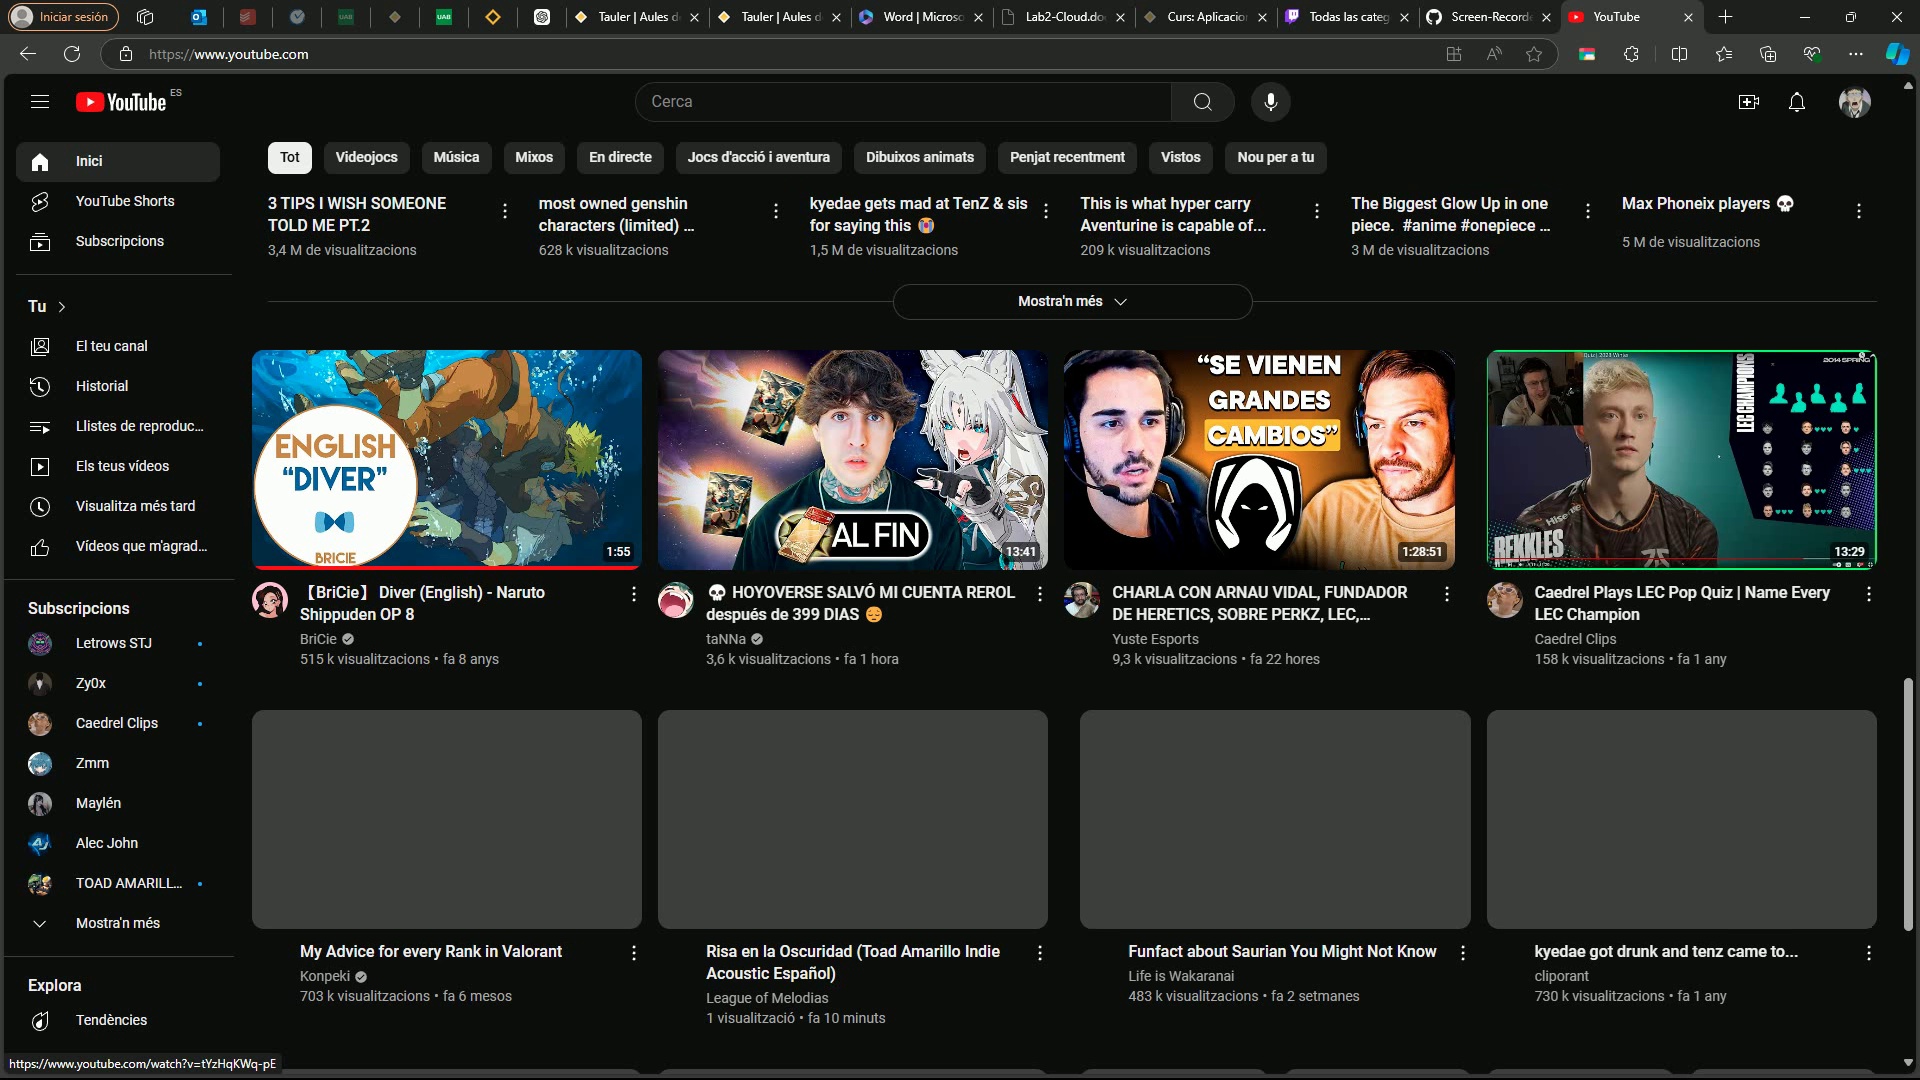 Iniciar sesión
Tauler | Aules d
Tauler | Aules d
Word | Micros
Lab2-Cloud.do
Curs: Aplicacio
Todas las categ
Screen-Record
YouTube
https://www.youtube.com
YouTube ES
Cerca
Inici
YouTube Shorts
Subscripcions
Tu
El teu canal
Historial
Llistes de reproduc...
Els teus vídeos
Visualitza més tard
Vídeos que m'agrad...
Subscripcions
Letrows STJ
Zy0x
Caedrel Clips
Zmm
Maylén
Alec John
TOAD AMARILL...
Mostra'n més
Explora
Tendències
https://www.youtube.com/watch?v=tYzHqKWq-pE
Tot
Videojocs
Música
Mixos
En directe
Jocs d'acció i aventura
Dibuixos animats
Penjat recentment
Vistos
Nou per a tu
3 TIPS I WISH SOMEONE
TOLD ME PT.2
3,4 M de visualitzacions
most owned genshin
characters (limited) ...
628 k visualitzacions
kyedae gets mad at TenZ & sis
for saying this 😭
1,5 M de visualitzacions
This is what hyper carry
Aventurine is capable of...
209 k visualitzacions
The Biggest Glow Up in one
piece. #anime #onepiece ...
3 M de visualitzacions
Max Phoneix players 💀
5 M de visualitzacions
Mostra'n més
ENGLISH
"DIVER"
BRICIE
1:55
【BriCie】 Diver (English) - Naruto
Shippuden OP 8
BriCie
515 k visualitzacions • fa 8 anys
AL FIN
13:41
💀 HOYOVERSE SALVÓ MI CUENTA REROL
después de 399 DIAS 😔
taNNa
3,6 k visualitzacions • fa 1 hora
"SE VIENEN
GRANDES
CAMBIOS"
1:28:51
CHARLA CON ARNAU VIDAL, FUNDADOR
DE HERETICS, SOBRE PERKZ, LEC,...
Yuste Esports
9,3 k visualitzacions • fa 22 hores
2014 SPRING
LEC CHAMPIONS
REKKLES
13:29
Caedrel Plays LEC Pop Quiz | Name Every
LEC Champion
Caedrel Clips
158 k visualitzacions • fa 1 any
My Advice for every Rank in Valorant
Konpeki
703 k visualitzacions • fa 6 mesos
Risa en la Oscuridad (Toad Amarillo Indie
Acoustic Español)
League of Melodias
1 visualització • fa 10 minuts
Funfact about Saurian You Might Not Know
Life is Wakaranai
483 k visualitzacions • fa 2 setmanes
kyedae got drunk and tenz came to...
cliporant
730 k visualitzacions • fa 1 any